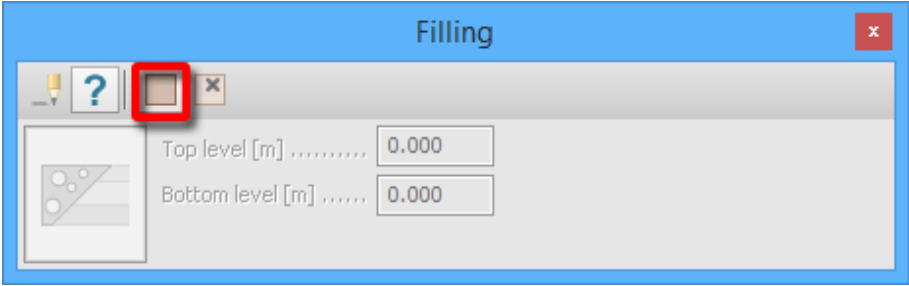 Filling
x
?
Top level [m] .......... 0.000
Bottom level [m] ...... 0.000